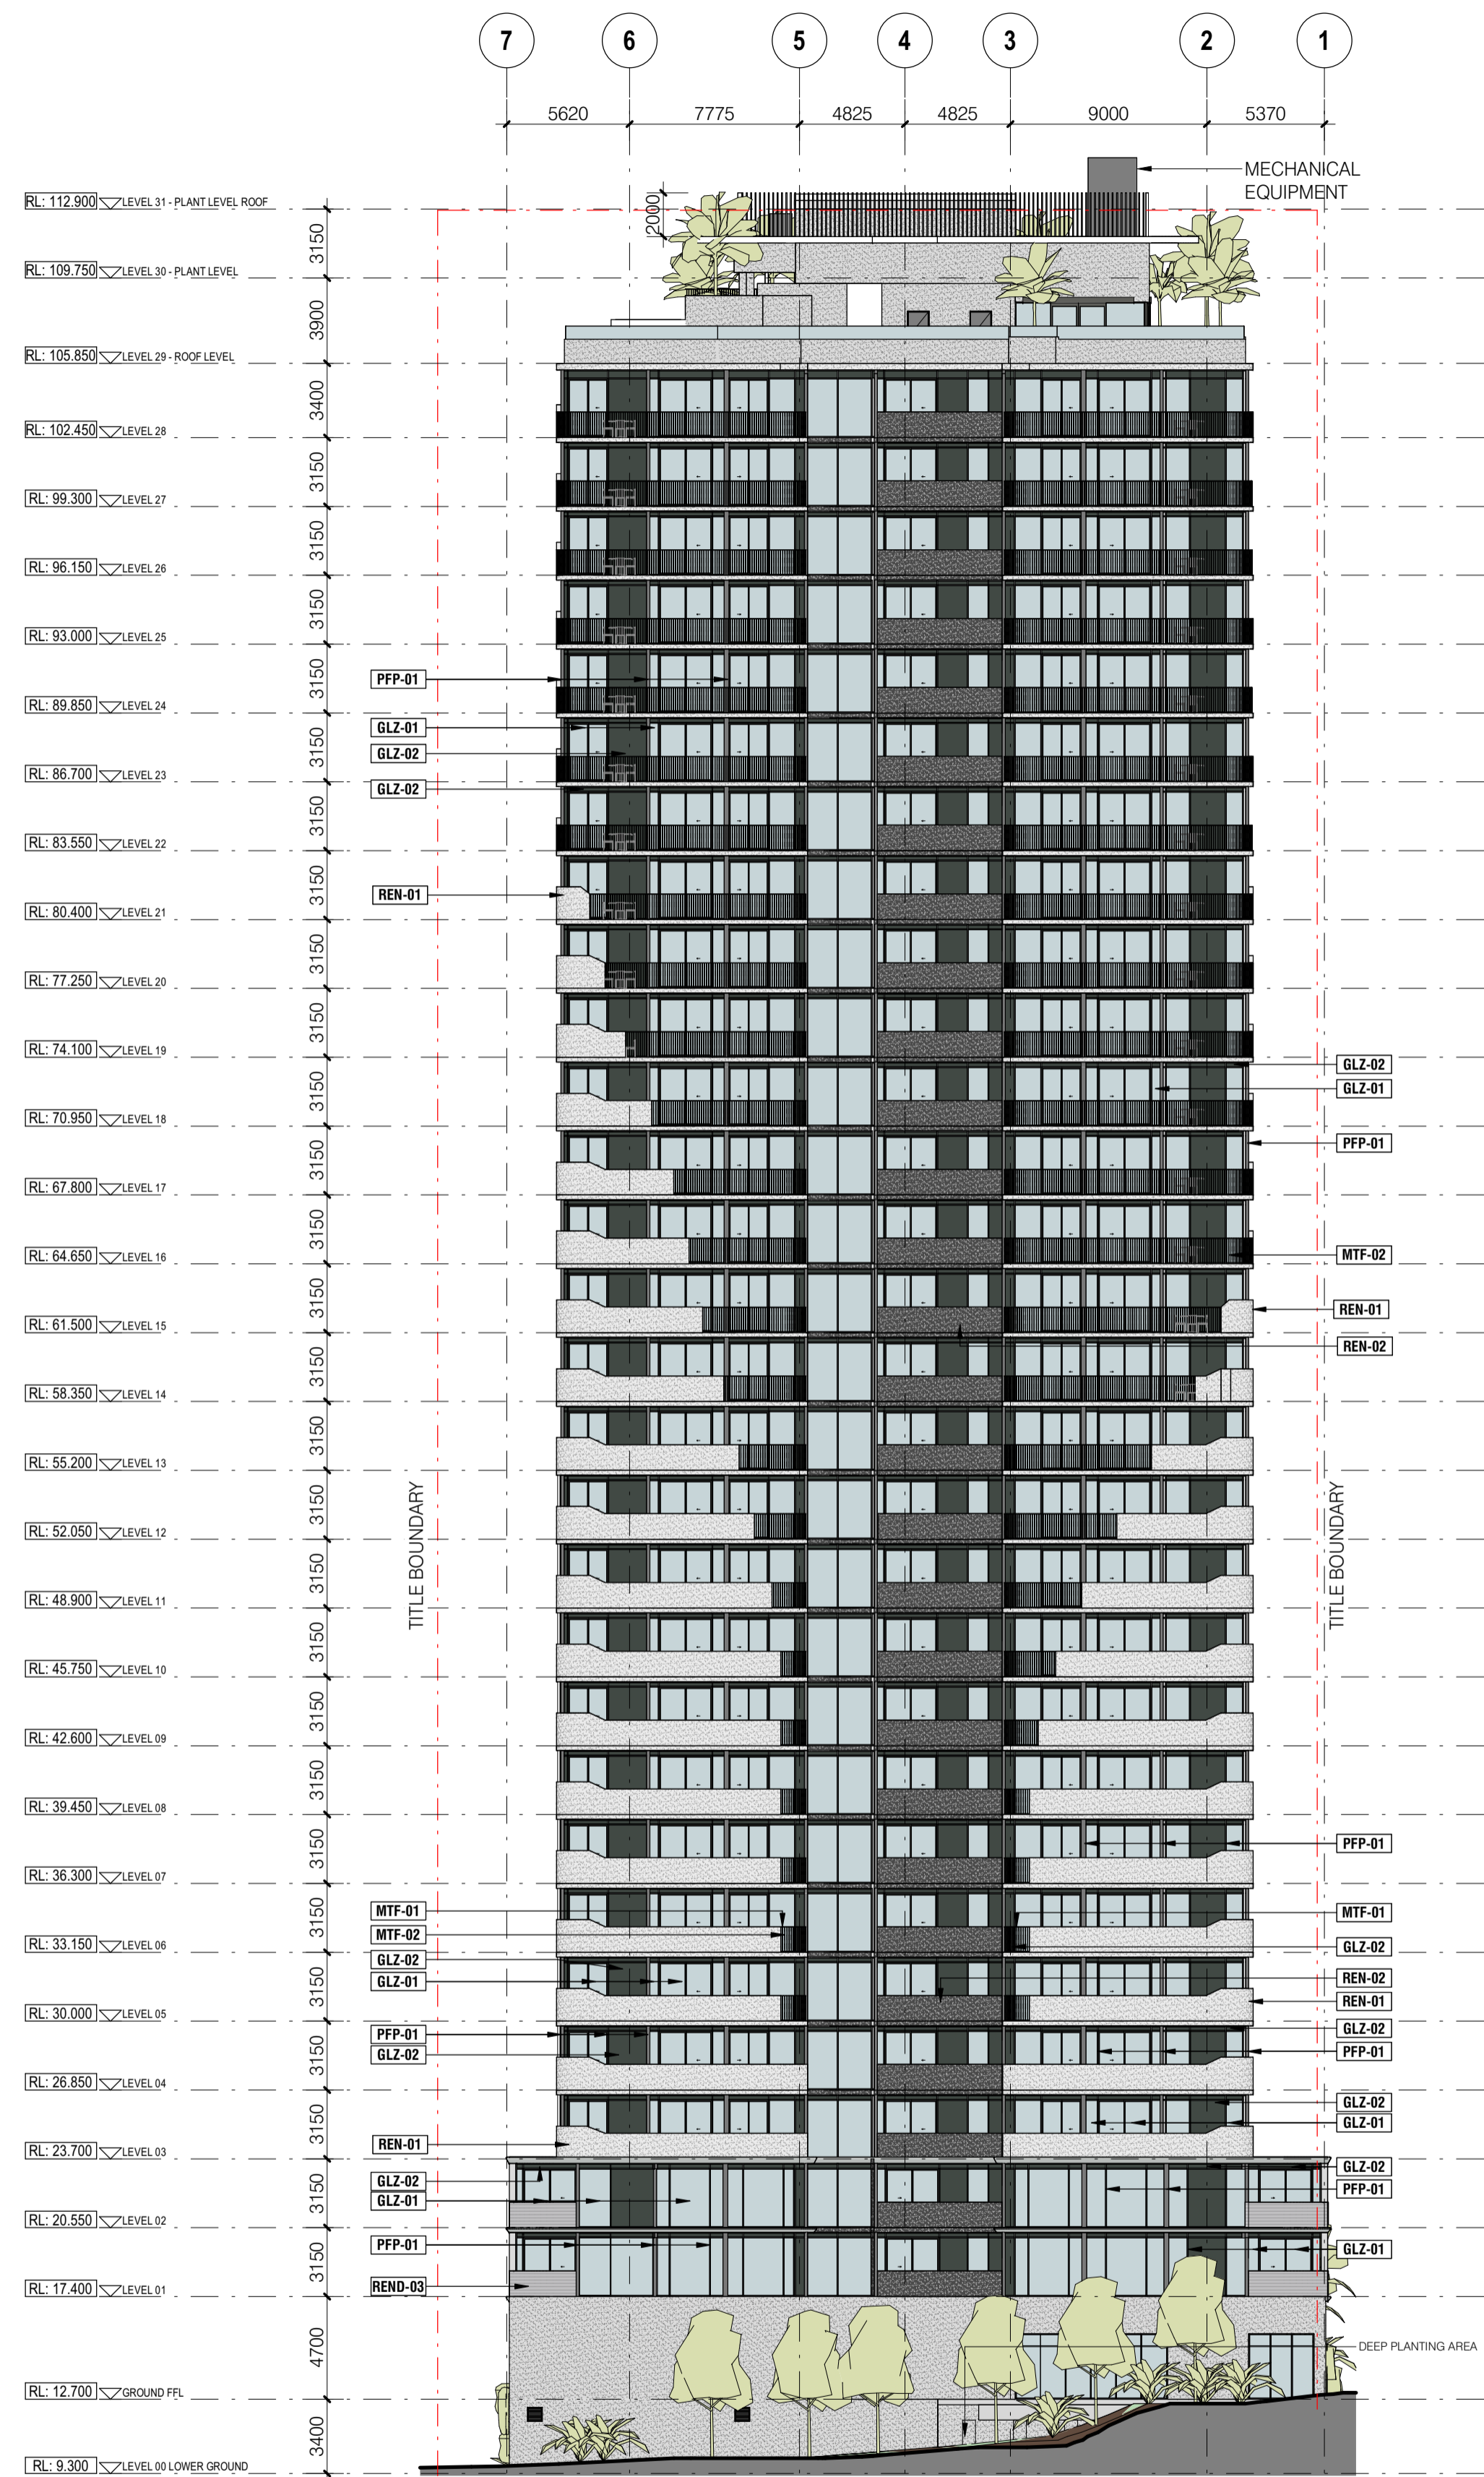 7 6 5 4 3 2 1
5620 7775 4825 4825 9000 5370
MECHANICAL
EQUIPMENT
2000
RL: 112.900 LEVEL 31 - PLANT LEVEL ROOF
3150
RL: 109.750 LEVEL 30 - PLANT LEVEL
3900
RL: 105.850 LEVEL 29 - ROOF LEVEL
3400
RL: 102.450 LEVEL 28
3150
RL: 99.300 LEVEL 27
3150
RL: 96.150 LEVEL 26
3150
RL: 93.000 LEVEL 25
3150
PFP-01
RL: 89.850 LEVEL 24
3150
GLZ-01
GLZ-02
RL: 86.700 LEVEL 23
GLZ-02
3150
RL: 83.550 LEVEL 22
3150
REN-01
RL: 80.400 LEVEL 21
3150
RL: 77.250 LEVEL 20
3150
RL: 74.100 LEVEL 19
GLZ-02
3150
GLZ-01
RL: 70.950 LEVEL 18
3150
PFP-01
RL: 67.800 LEVEL 17
3150
RL: 64.650 LEVEL 16
MTF-02
3150
REN-01
RL: 61.500 LEVEL 15
REN-02
3150
RL: 58.350 LEVEL 14
3150
RL: 55.200 LEVEL 13
3150
TITLE BOUNDARY
TITLE BOUNDARY
RL: 52.050 LEVEL 12
3150
RL: 48.900 LEVEL 11
3150
RL: 45.750 LEVEL 10
3150
RL: 42.600 LEVEL 09
3150
RL: 39.450 LEVEL 08
3150
PFP-01
RL: 36.300 LEVEL 07
3150
MTF-01
MTF-01
MTF-02
RL: 33.150 LEVEL 06
GLZ-02
GLZ-02
3150
GLZ-01
REN-02
REN-01
RL: 30.000 LEVEL 05
GLZ-02
3150
PFP-01
GLZ-02
PFP-01
RL: 26.850 LEVEL 04
3150
GLZ-02
GLZ-01
REN-01
RL: 23.700 LEVEL 03
GLZ-02
3150
GLZ-02
PFP-01
GLZ-01
RL: 20.550 LEVEL 02
3150
PFP-01
GLZ-01
REND-03
RL: 17.400 LEVEL 01
4700
DEEP PLANTING AREA
RL: 12.700 GROUND FFL
3400
RL: 9.300 LEVEL 00 LOWER GROUND